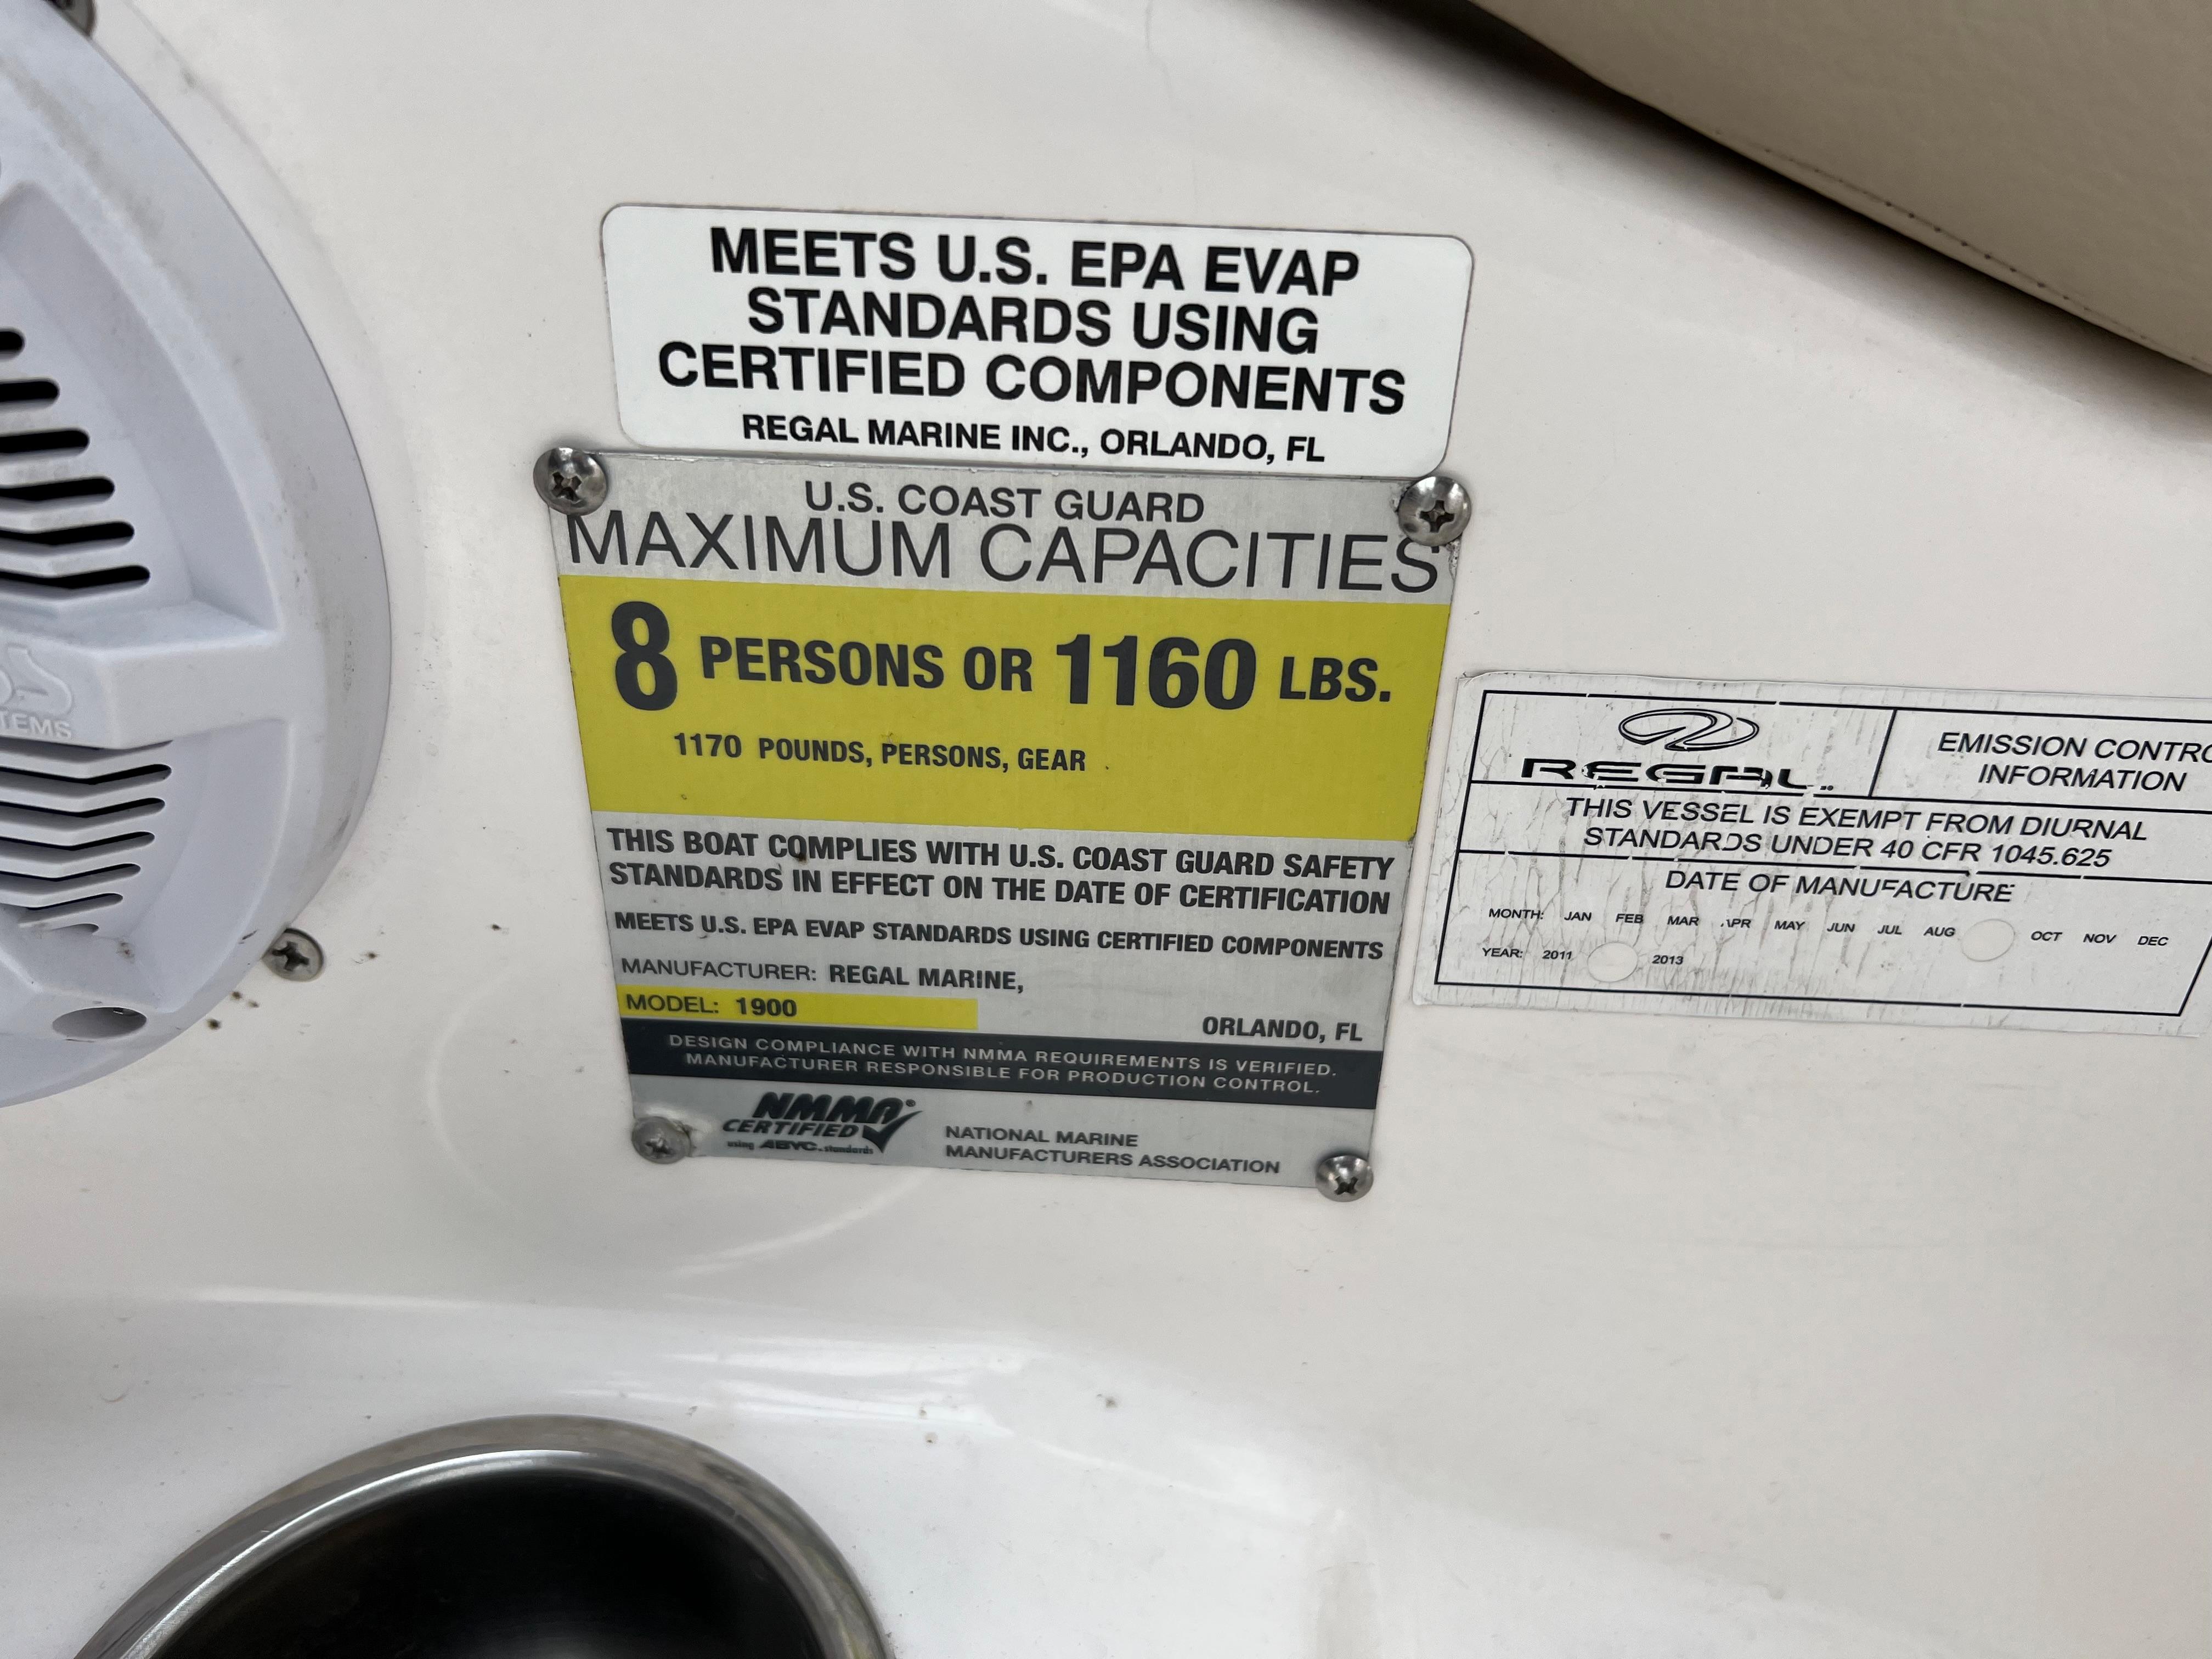 MEETS U.S. EPA EVAP
STANDARDS USING
CERTIFIED COMPONENTS
REGAL MARINE INC., ORLANDO, FL
U.S. COAST GUARD
MAXIMUM CAPACITIES
8 PERSONS OR 1160 LBS.
1170 POUNDS, PERSONS, GEAR
THIS BOAT COMPLIES WITH U.S. COAST GUARD SAFETY
STANDARDS IN EFFECT ON THE DATE OF CERTIFICATION
MEETS U.S. EPA EVAP STANDARDS USING CERTIFIED COMPONENTS
MANUFACTURER: REGAL MARINE,
MODEL: 1900
ORLANDO, FL
DESIGN COMPLIANCE WITH NMMA REQUIREMENTS IS VERIFIED.
MANUFACTURER RESPONSIBLE FOR PRODUCTION CONTROL.
NMMA®
CERTIFIED
using ABYC. standards
NATIONAL MARINE
MANUFACTURERS ASSOCIATION
REGAL
EMISSION CONTRO
INFORMATION
THIS VESSEL IS EXEMPT FROM DIURNAL
STANDARDS UNDER 40 CFR 1045.625
DATE OF MANUFACTURE
MONTH: JAN FEB MAR APR MAY JUN JUL AUG OCT NOV DEC
YEAR: 2011 2013
TEMS